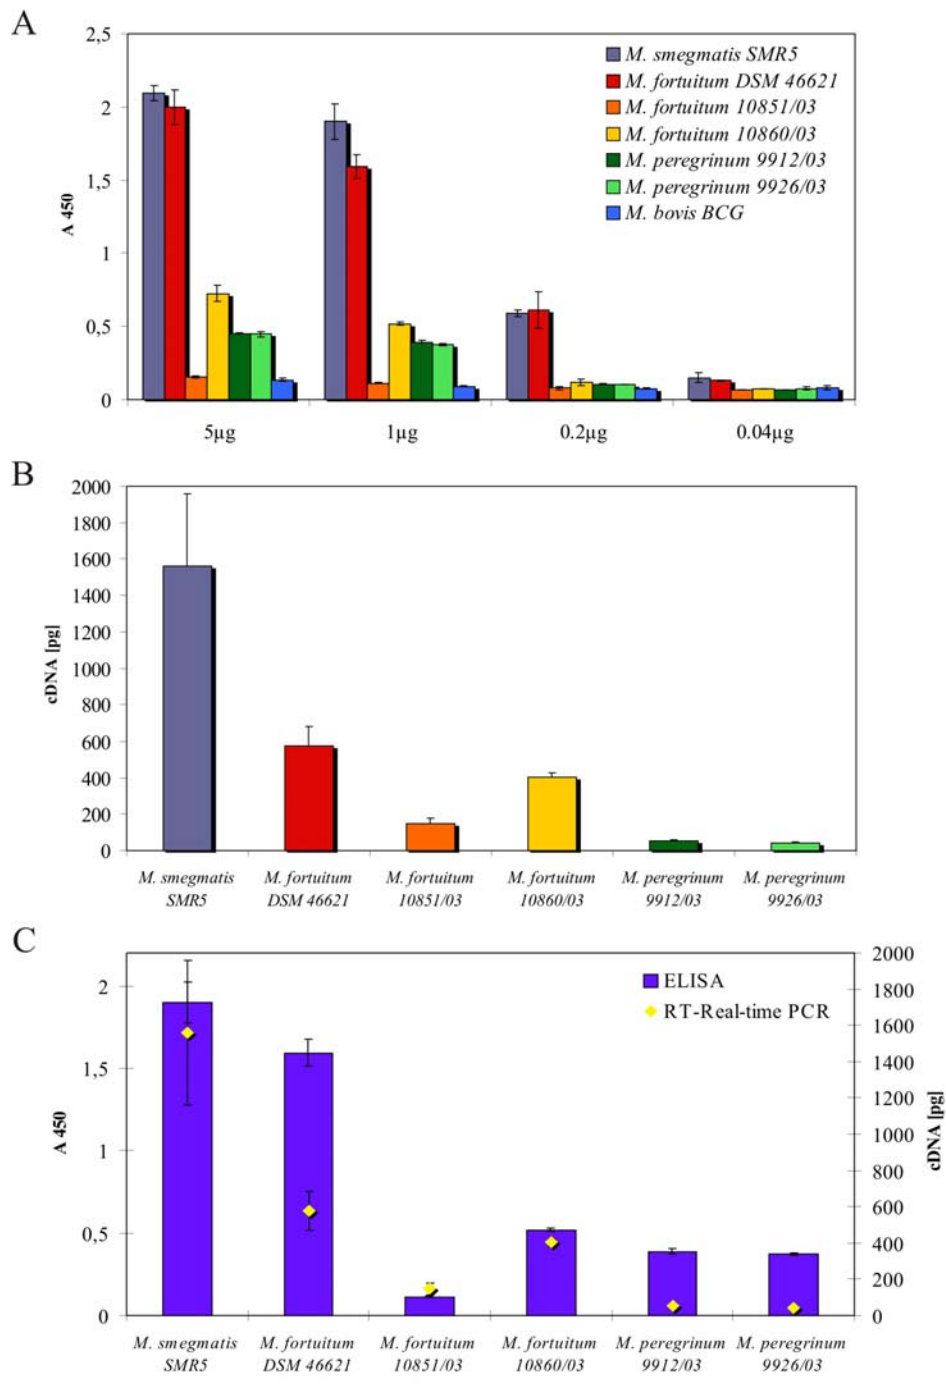 A
2,5
2
1,5
1
0,5
0
A 450
M. smegmatis SMR5
M. fortuitum DSM 46621
M. fortuitum 10851/03
M. fortuitum 10860/03
M. peregrinum 9912/03
M. peregrinum 9926/03
M. bovis BCG
5µg 1µg 0.2µg 0.04µg
B
2000
1800
1600
1400
1200
1000
800
600
400
200
0
cDNA [pg]
M. smegmatis M. fortuitum M. fortuitum M. fortuitum M. peregrinum M. peregrinum
SMR5 DSM 46621 10851/03 10860/03 9912/03 9926/03
C
2
1,5
1
0,5
0
A 450
ELISA
RT-Real-time PCR
2000
1800
1600
1400
1200
1000
800
600
400
200
0
cDNA [pg]
M. smegmatis M. fortuitum M. fortuitum M. fortuitum M. peregrinum M. peregrinum
SMR5 DSM 46621 10851/03 10860/03 9912/03 9926/03